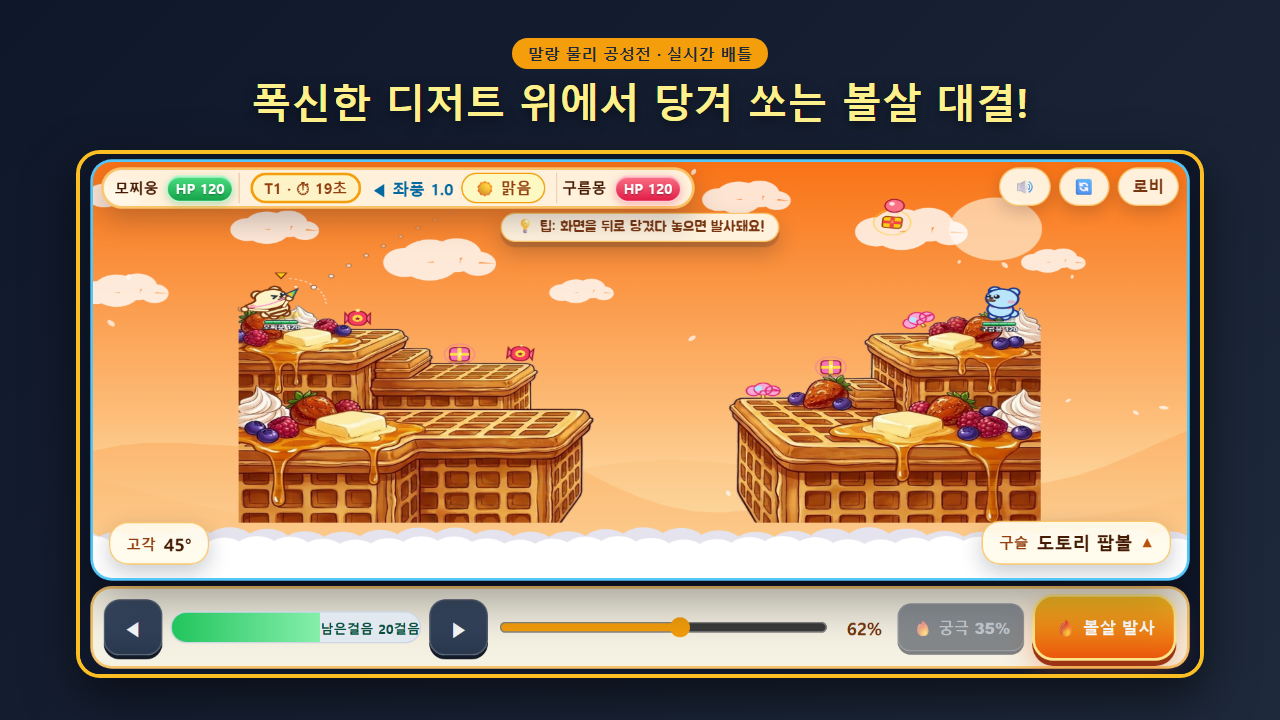 말랑 물리 공성전 · 실시간 배틀
폭신한 디저트 위에서 당겨 쏘는 볼살 대결!
모찌웅 HP 120 T1 · ⏱ 19초 ◀ 좌풍 1.0 맑음 구름몽 HP 120 로비
팁: 화면을 뒤로 당겼다 놓으면 발사돼요!
고각 45°
구슬 도토리 팝볼 ▲
◀ 남은걸음 20걸음 ▶ 62% 궁극 35% 볼살 발사